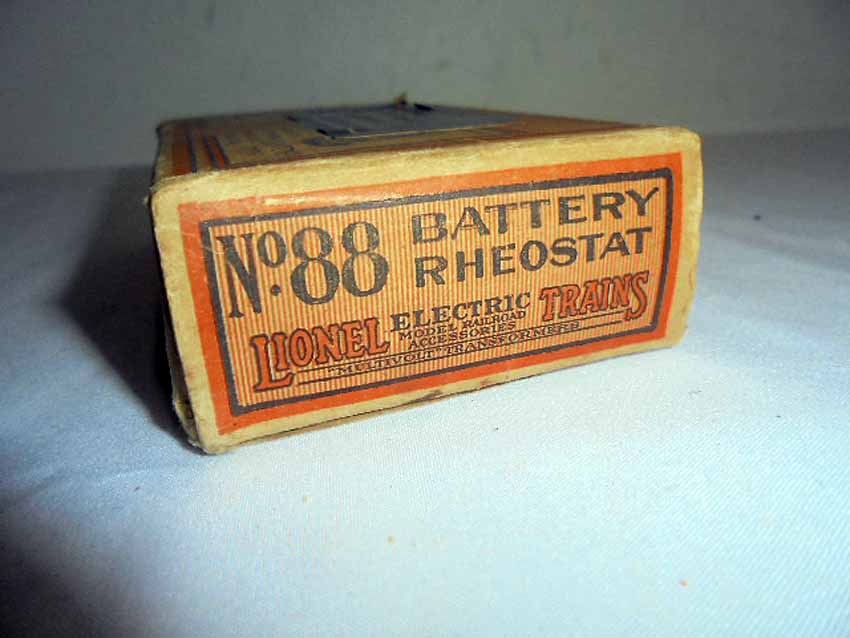 No. 88
BATTERY
RHEOSTAT
LIONEL
ELECTRIC
MODEL RAILROAD
ACCESSORIES
TRAINS
"MULTIVOLT" TRANSFORMERS